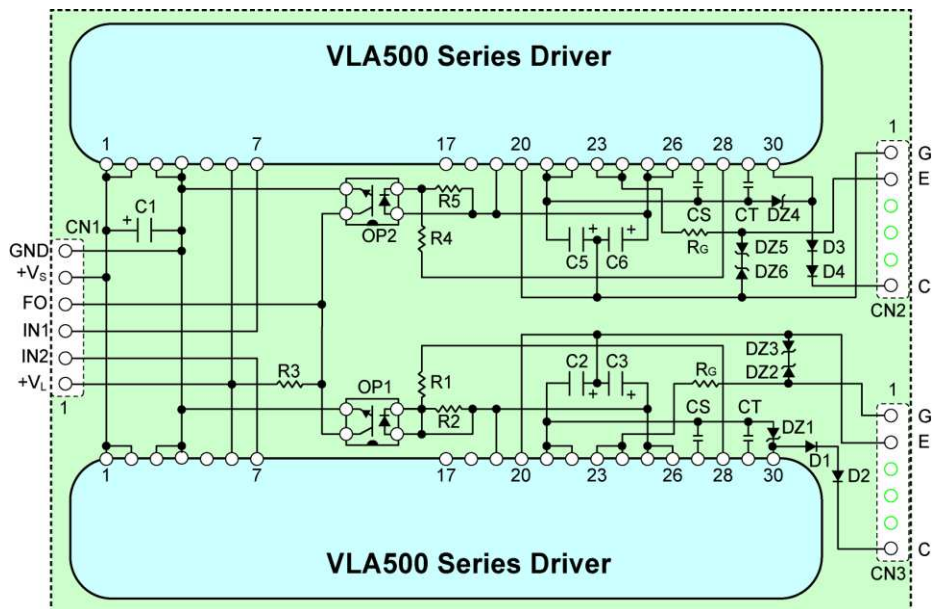 VLA500 Series Driver
1 7 17 20 23 26 28 30
1
G
E
C
CN2
CN1
C1
+
OP2
R5
R4
C5 + C6 +
CS
CT
DZ4
RG
DZ5
DZ6
D3
D4
GND
+VS
FO
IN1
IN2
+VL
1
R3
OP1
R1
R2
C2 + C3 +
RG
CS
CT
DZ3
DZ2
DZ1
D1
D2
1
G
E
C
CN3
1 7 17 20 23 26 28 30
VLA500 Series Driver